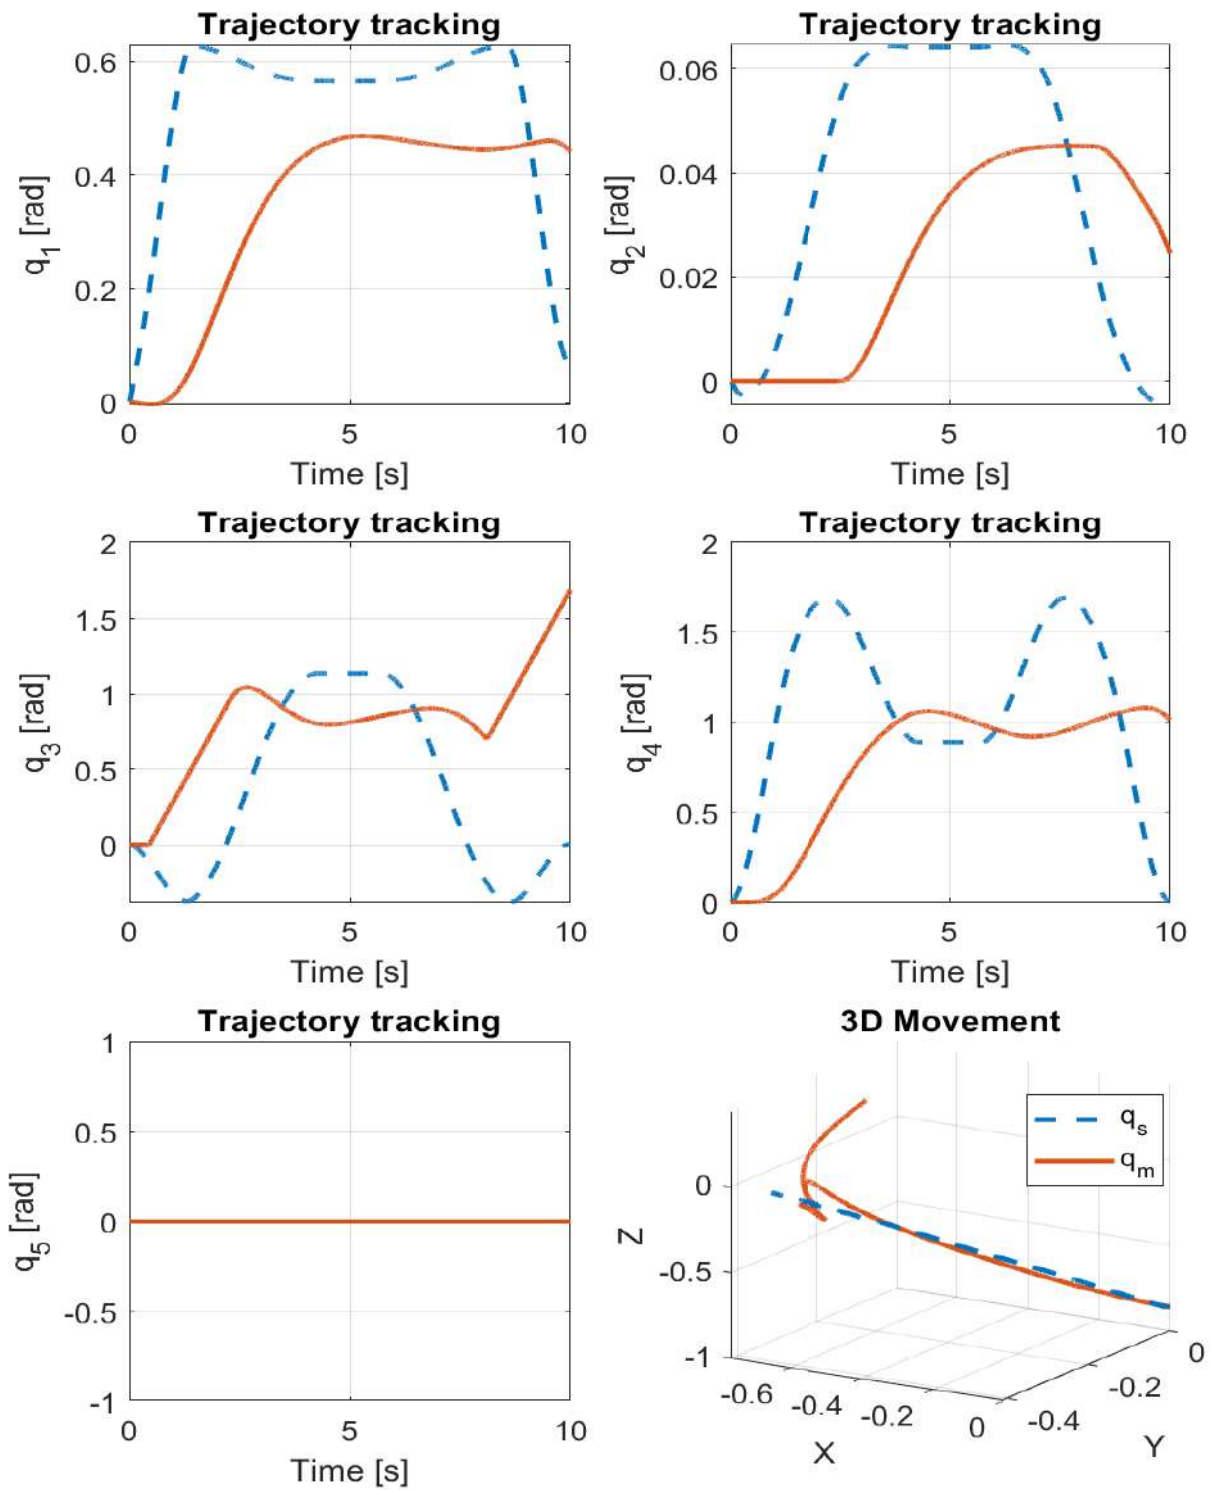 Trajectory tracking
q1 [rad]
0.6
0.4
0.2
0
0 5 10
Time [s]
Trajectory tracking
q2 [rad]
0.06
0.04
0.02
0
0 5 10
Time [s]
Trajectory tracking
q3 [rad]
2
1.5
1
0.5
0
0 5 10
Time [s]
Trajectory tracking
q4 [rad]
2
1.5
1
0.5
0
0 5 10
Time [s]
Trajectory tracking
q5 [rad]
1
0.5
0
-0.5
-1
0 5 10
Time [s]
3D Movement
qs
qm
Z
0
-0.5
-1
-0.6 -0.4 -0.2 0
X
-0.4 -0.2 0
Y